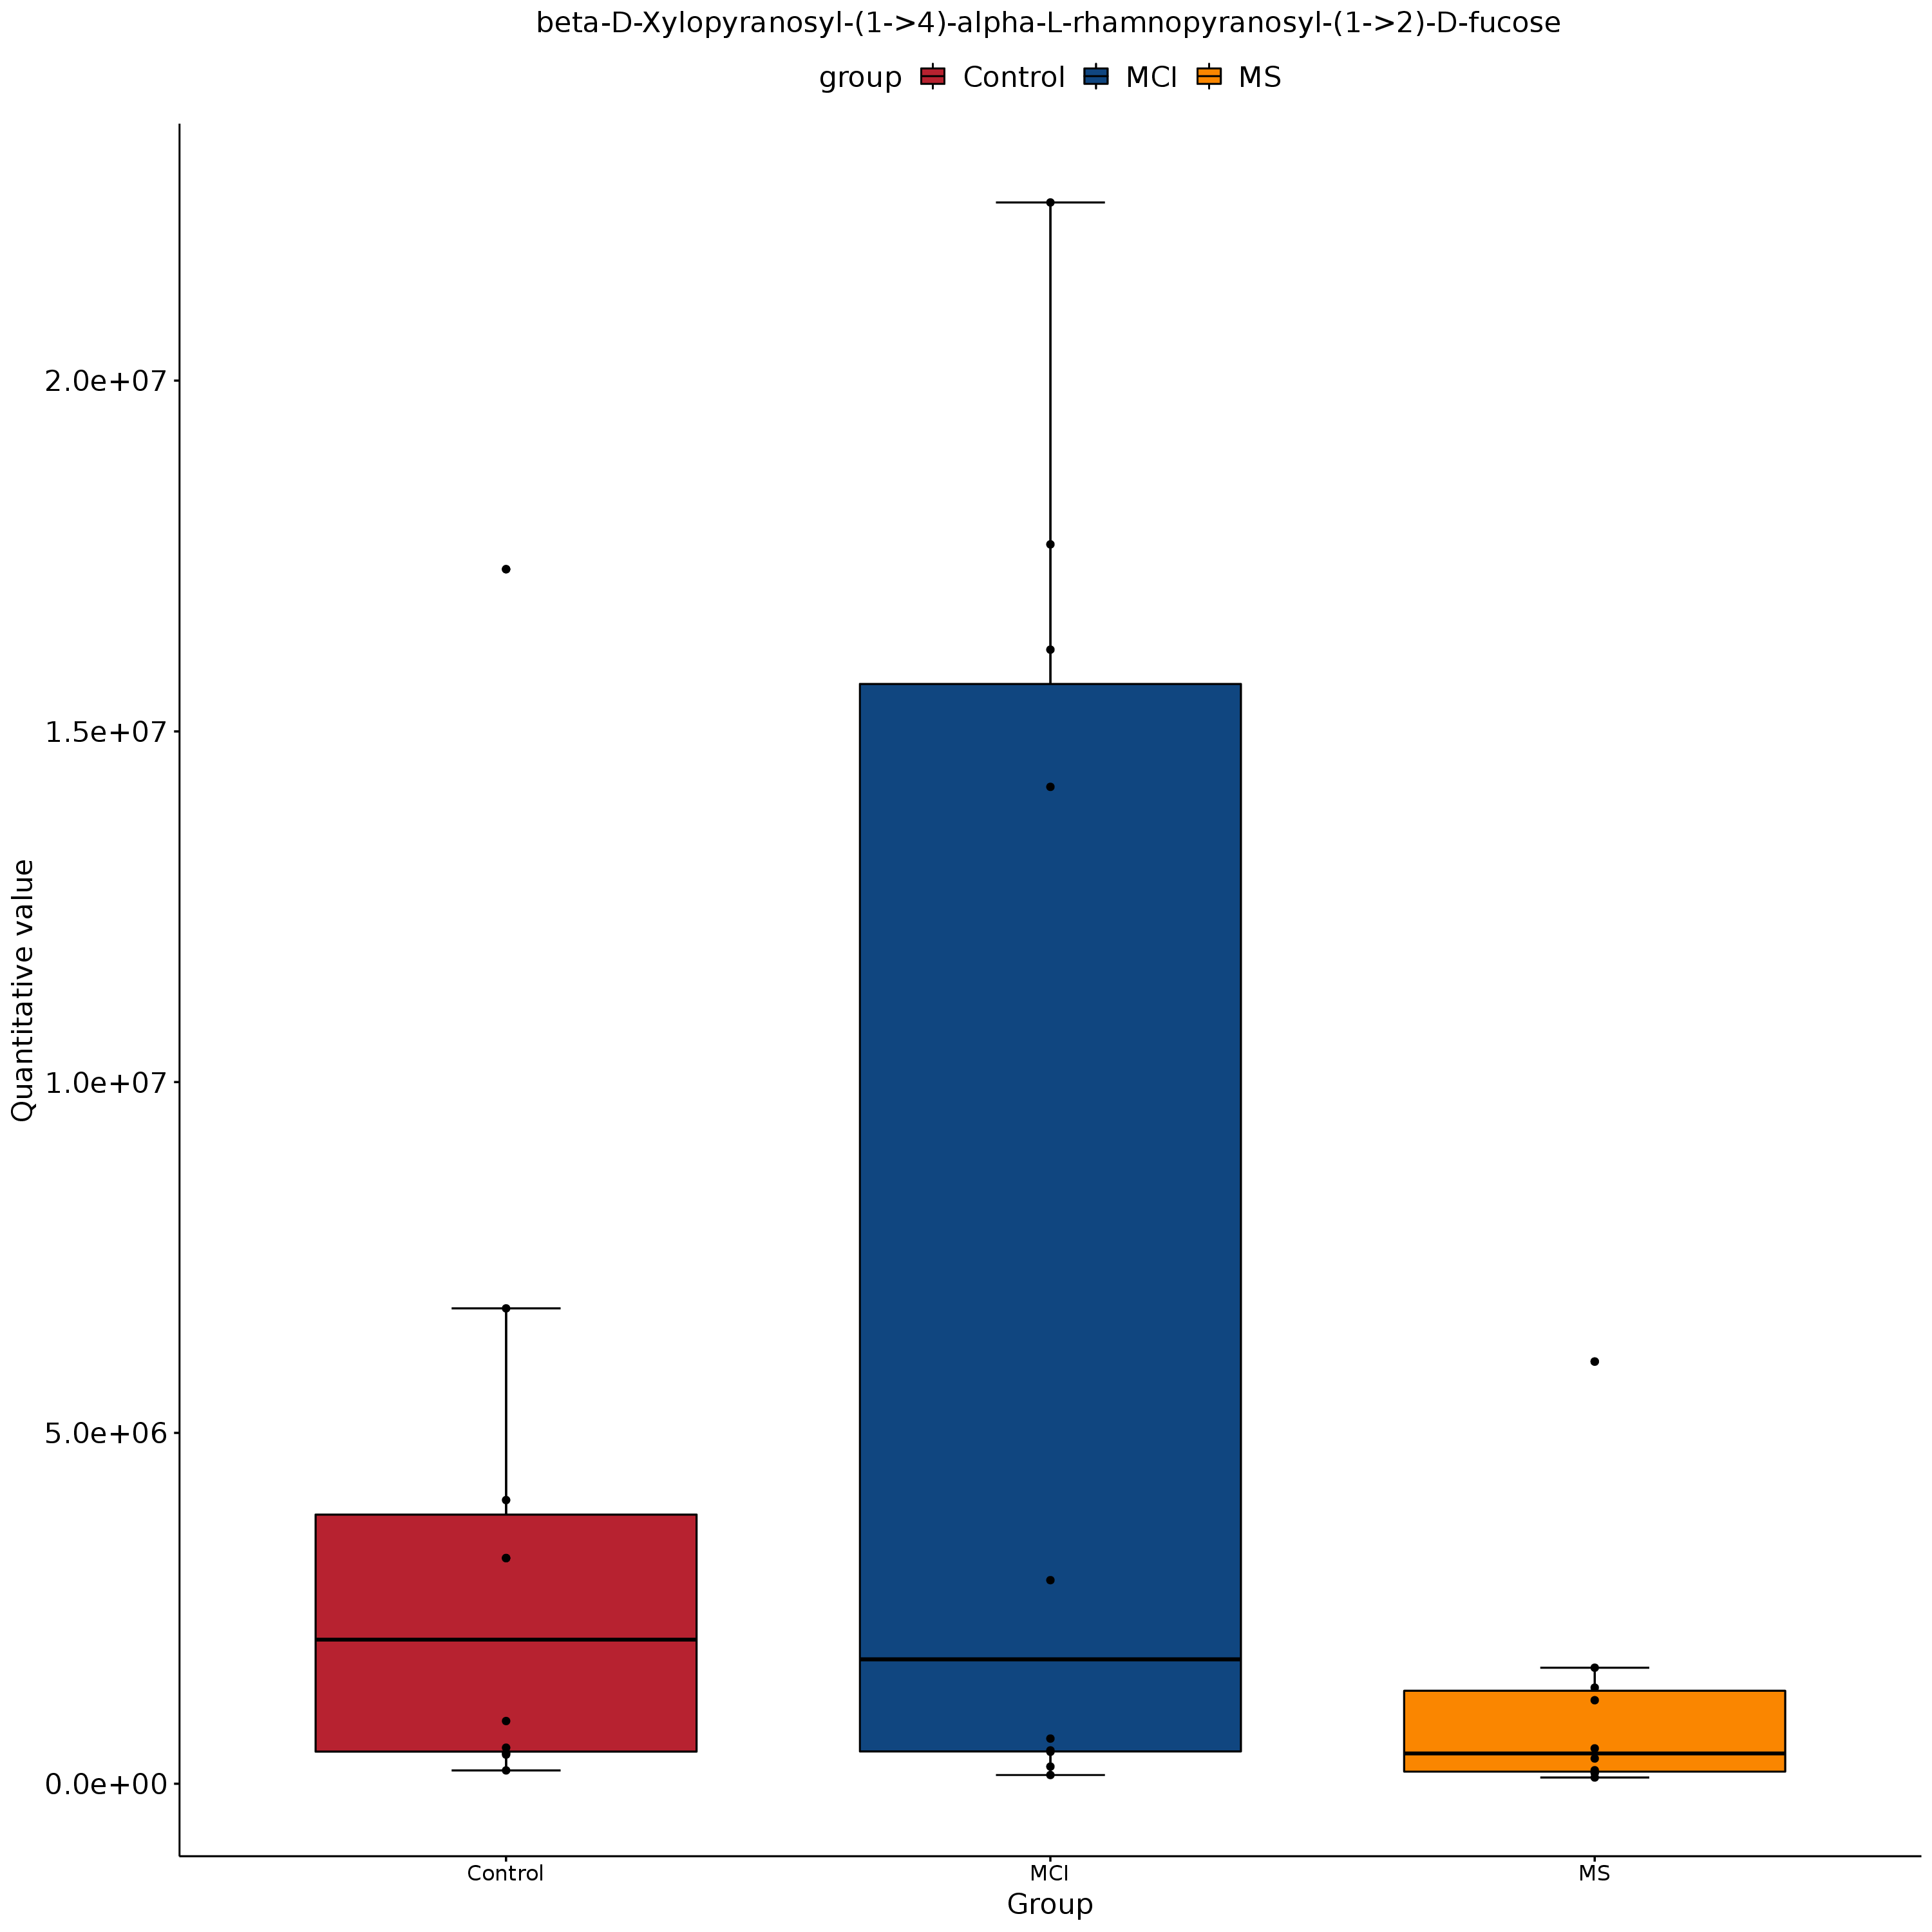 beta-D-Xylopyranosyl-(1->4)-alpha-L-rhamnopyranosyl-(1->2)-D-fucose
group Control MCI MS
2.0e+07
1.5e+07
1.0e+07
5.0e+06
0.0e+00
Quantitative value
Control MCI MS
Group